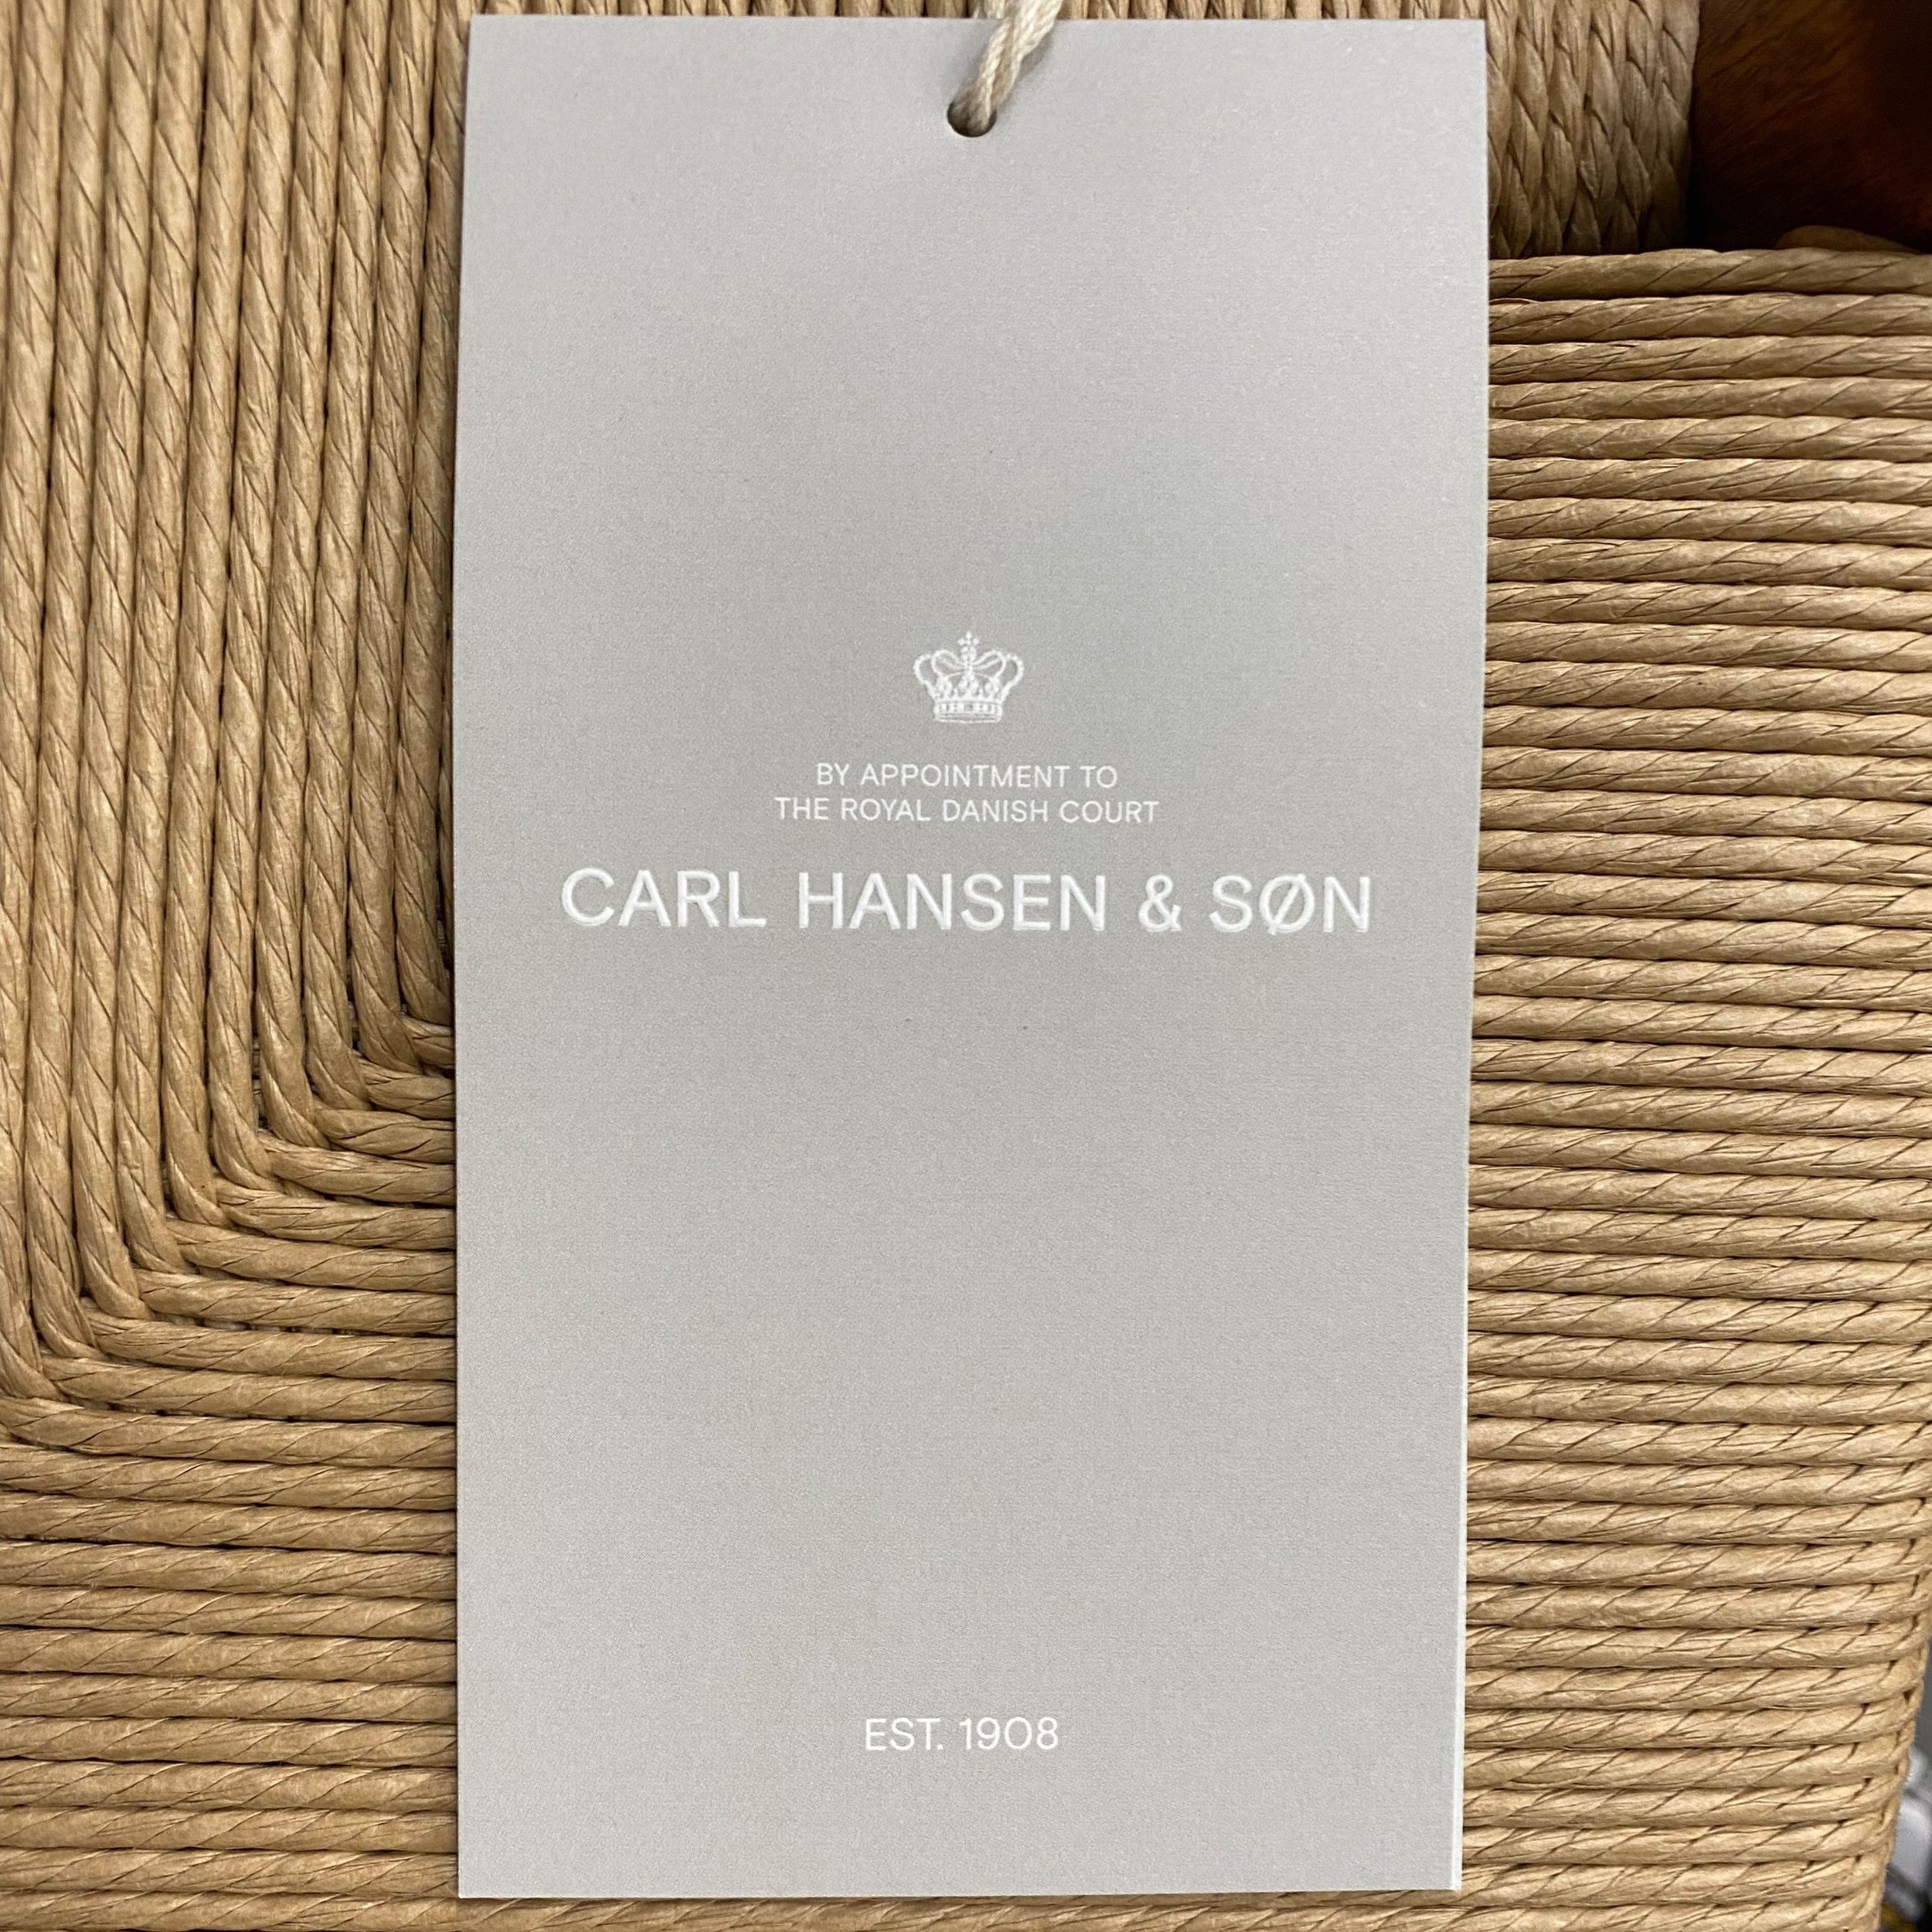 BY APPOINTMENT TO
THE ROYAL DANISH COURT
CARL HANSEN & SØN
EST. 1908